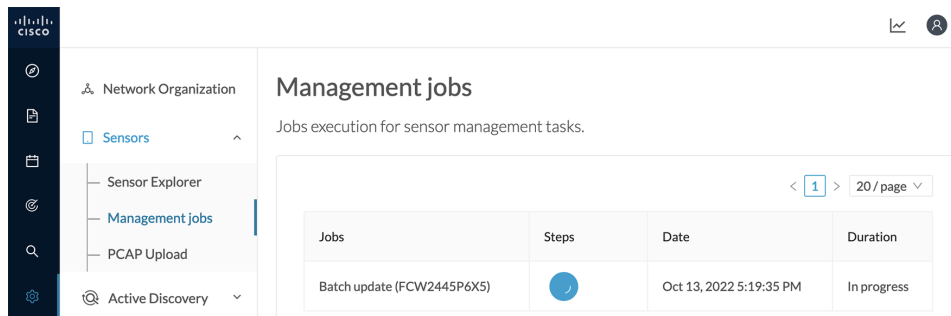 CISCO
Network Organization
Sensors
Sensor Explorer
Management jobs
PCAP Upload
Active Discovery
Management jobs
Jobs execution for sensor management tasks.
< 1 > 20 / page
Jobs Steps Date Duration
Batch update (FCW2445P6X5) Oct 13, 2022 5:19:35 PM In progress